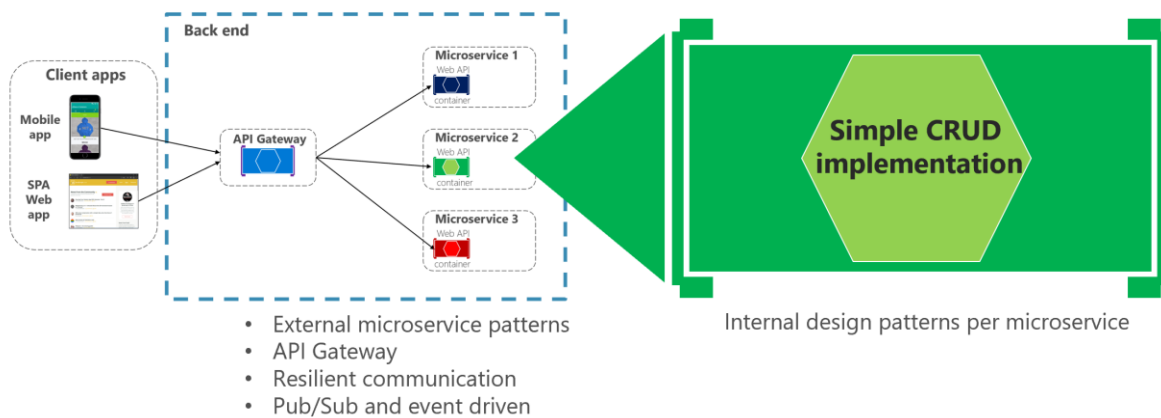 Back end
Client apps
Mobile
app
SPA
Web
app
API Gateway
Microservice 1
Web API
container
Microservice 2
Web API
container
Microservice 3
Web API
container
Simple CRUD
implementation
• External microservice patterns
• API Gateway
• Resilient communication
• Pub/Sub and event driven
Internal design patterns per microservice